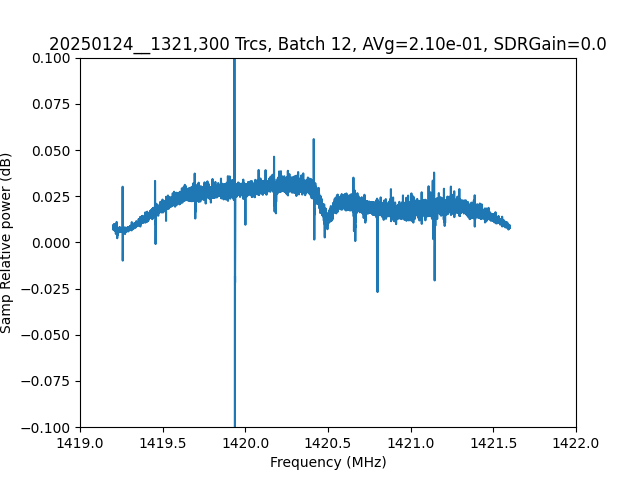 20250124__1321,300 Trcs, Batch 12, AVg=2.10e-01, SDRGain=0.0
0.100
0.075
0.050
0.025
0.000
−0.025
−0.050
−0.075
−0.100
Samp Relative power (dB)
1419.0 1419.5 1420.0 1420.5 1421.0 1421.5 1422.0
Frequency (MHz)